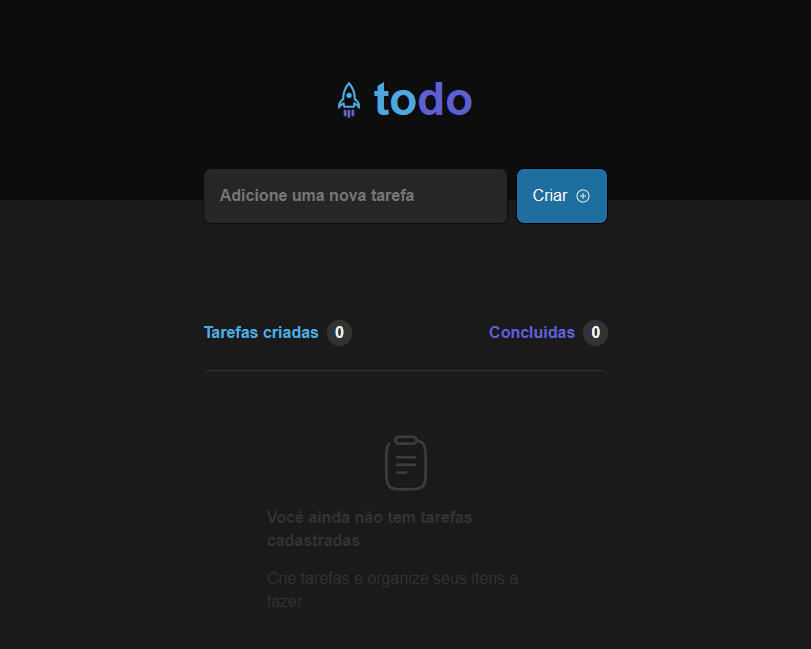 todo
Adicione uma nova tarefa
Criar
Tarefas criadas 0
Concluídas 0
Você ainda não tem tarefas
cadastradas
Crie tarefas e organize seus itens a
fazer